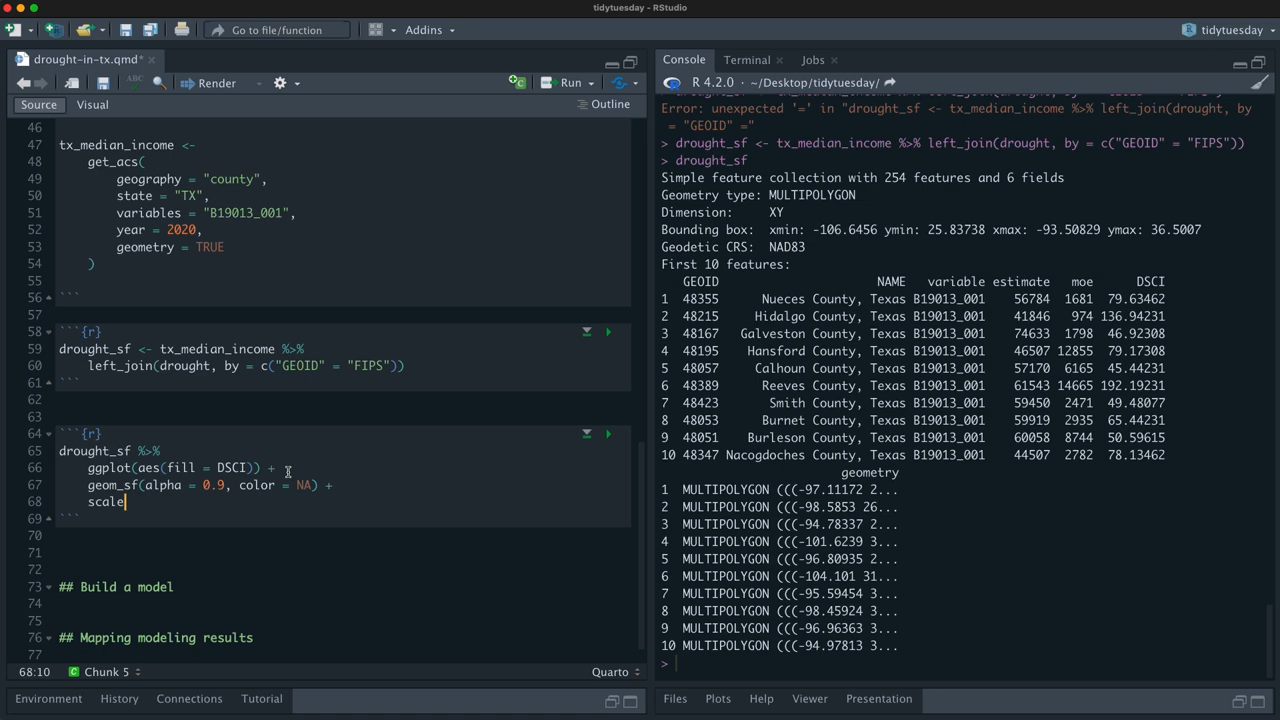 tidytuesday - RStudio
Go to file/function
Addins
tidytuesday
drought-in-tx.qmd*
Render
Run
Source
Visual
Outline
46
47 tx_median_income <-
48 get_acs(
49 geography = "county",
50 state = "TX",
51 variables = "B19013_001",
52 year = 2020,
53 geometry = TRUE
54 )
55
56 ```
57
58 ```{r}
59 drought_sf <- tx_median_income %>%
60 left_join(drought, by = c("GEOID" = "FIPS"))
61 ```
62
63
64 ```{r}
65 drought_sf %>%
66 ggplot(aes(fill = DSCI)) +
67 geom_sf(alpha = 0.9, color = NA) +
68 scale
69 ```
70
71
72
73 ## Build a model
74
75
76 ## Mapping modeling results
77
68:10
Chunk 5
Quarto
Environment
History
Connections
Tutorial
Console
Terminal
Jobs
R 4.2.0 · ~/Desktop/tidytuesday/
Error: unexpected '=' in "drought_sf <- tx_median_income %>% left_join(drought, by
= "GEOID" ="
> drought_sf <- tx_median_income %>% left_join(drought, by = c("GEOID" = "FIPS"))
> drought_sf
Simple feature collection with 254 features and 6 fields
Geometry type: MULTIPOLYGON
Dimension: XY
Bounding box: xmin: -106.6456 ymin: 25.83738 xmax: -93.50829 ymax: 36.5007
Geodetic CRS: NAD83
First 10 features:
GEOID NAME variable estimate moe DSCI
1 48355 Nueces County, Texas B19013_001 56784 1681 79.63462
2 48215 Hidalgo County, Texas B19013_001 41846 974 136.94231
3 48167 Galveston County, Texas B19013_001 74633 1798 46.92308
4 48195 Hansford County, Texas B19013_001 46507 12855 79.17308
5 48057 Calhoun County, Texas B19013_001 57170 6165 45.44231
6 48389 Reeves County, Texas B19013_001 61543 14665 192.19231
7 48423 Smith County, Texas B19013_001 59450 2471 49.48077
8 48053 Burnet County, Texas B19013_001 59919 2935 65.44231
9 48051 Burleson County, Texas B19013_001 60058 8744 50.59615
10 48347 Nacogdoches County, Texas B19013_001 44507 2782 78.13462
geometry
1 MULTIPOLYGON (((-97.11172 2...
2 MULTIPOLYGON (((-98.5853 26...
3 MULTIPOLYGON (((-94.78337 2...
4 MULTIPOLYGON (((-101.6239 3...
5 MULTIPOLYGON (((-96.80935 2...
6 MULTIPOLYGON (((-104.101 31...
7 MULTIPOLYGON (((-95.59454 3...
8 MULTIPOLYGON (((-98.45924 3...
9 MULTIPOLYGON (((-96.96363 3...
10 MULTIPOLYGON (((-94.97813 3...
>
Files
Plots
Help
Viewer
Presentation